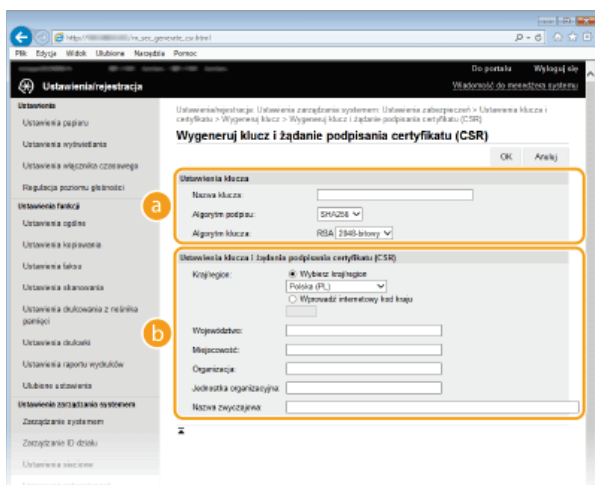 http://
/m_sec_generate_csr.html
Plik Edycja Widok Ulubione Narzędzia Pomoc
Do portalu Wyloguj się
Ustawienia/rejestracja
Wiadomość do menedżera systemu
Ustawienia
Ustawienia papieru
Ustawienia wyświetlania
Ustawienia włącznika czasowego
Regulacja poziomu głośności
Ustawienia funkcji
Ustawienia ogólne
Ustawienia kopiowania
Ustawienia faksu
Ustawienia skanowania
Ustawienia drukowania z nośnika
pamięci
Ustawienia drukarki
Ustawienia raportu wydruków
Ulubione ustawienia
Ustawienia zarządzania systemem
Zarządzanie systemem
Zarządzanie ID działu
Ustawienia sieciowe
Ustawienia/rejestracja: Ustawienia zarządzania systemem: Ustawienia zabezpieczeń > Ustawienia klucza i
certyfikatu > Wygeneruj klucz > Wygeneruj klucz i żądanie podpisania certyfikatu (CSR)
Wygeneruj klucz i żądanie podpisania certyfikatu (CSR)
OK Anuluj
a
Ustawienia klucza
Nazwa klucza:
Algorytm podpisu: SHA256
Algorytm klucza: RSA 2048-bitowy
b
Ustawienia klucza i żądania podpisania certyfikatu (CSR)
Kraj/region: Wybierz kraj/region
Polska (PL)
Wprowadź internetowy kod kraju
Województwo:
Miejscowość:
Organizacja:
Jednostka organizacyjna:
Nazwa zwyczajowa: